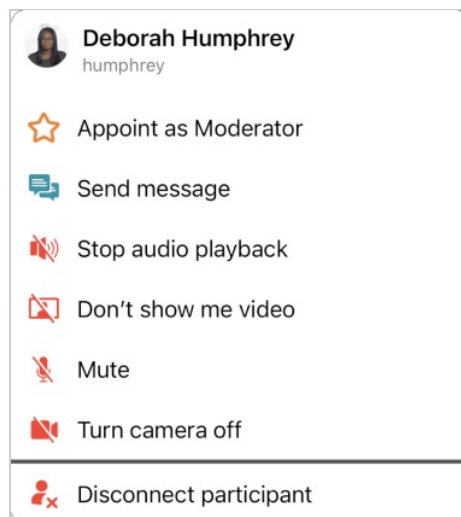 Deborah Humphrey
humphrey
Appoint as Moderator
Send message
Stop audio playback
Don’t show me video
Mute
Turn camera off
Disconnect participant